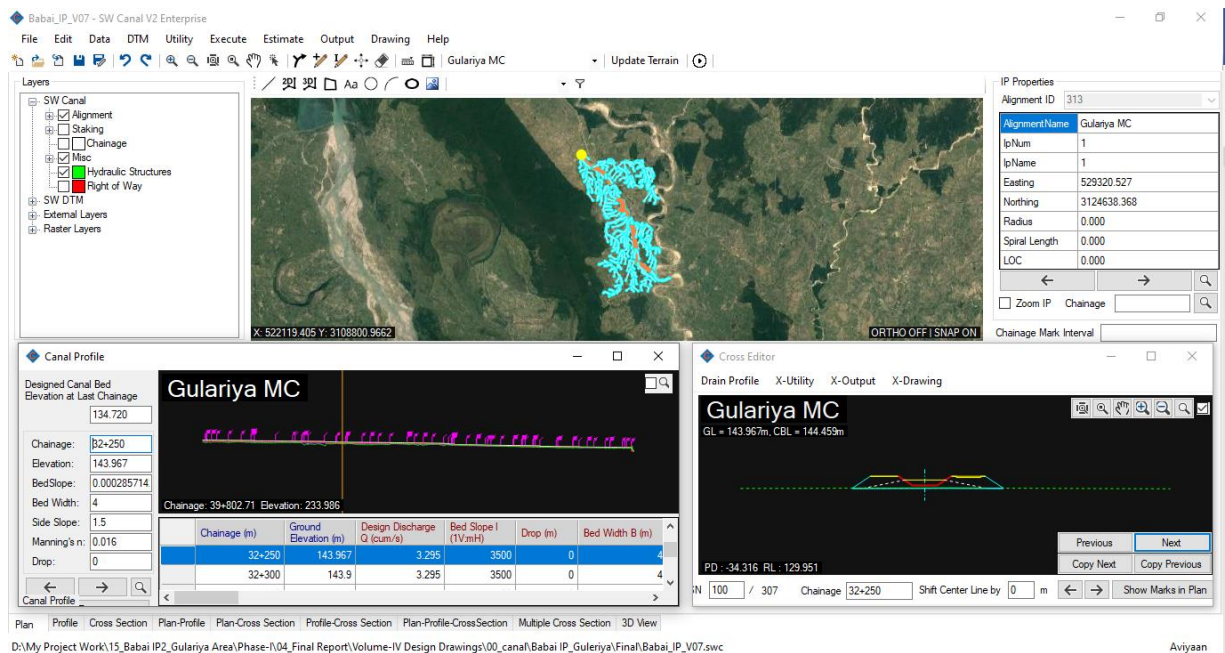 Babai_IP_V07 - SW Canal V2 Enterprise
File Edit Data DTM Utility Execute Estimate Output Drawing Help
Gulariya MC Update Terrain
Layers
SW Canal
Alignment
Staking
Chainage
Misc
Hydraulic Structures
Right of Way
SW DTM
External Layers
Raster Layers
Aa
X: 522119.405 Y: 3108800.9662
ORTHO OFF | SNAP ON
IP Properties
Alignment ID 313
AlignmentName Gulariya MC
IpNum 1
IpName 1
Easting 529320.527
Northing 3124638.368
Radius 0.000
Spiral Length 0.000
LOC 0.000
Zoom IP Chainage
Chainage Mark Interval
Canal Profile
Designed Canal Bed
Elevation at Last Chainage
134.720
Chainage: 32+250
Elevation: 143.967
BedSlope: 0.000285714
Bed Width: 4
Side Slope: 1.5
Manning's n: 0.016
Drop: 0
Canal Profile
Gulariya MC
Chainage: 39+802.71 Elevation: 233.986
Chainage (m) Ground Elevation (m) Design Discharge Q (cum/s) Bed Slope I (1V:mH) Drop (m) Bed Width B (m)
32+250 143.967 3.295 3500 0 4
32+300 143.9 3.295 3500 0 4
Cross Editor
Drain Profile X-Utility X-Output X-Drawing
Gulariya MC
GL = 143.967m, CBL = 144.459m
PD : -34.316 RL : 129.951
Previous Next
Copy Next Copy Previous
100 / 307 Chainage 32+250 Shift Center Line by 0 m Show Marks in Plan
Plan Profile Cross Section Plan-Profile Plan-Cross Section Profile-Cross Section Plan-Profile-CrossSection Multiple Cross Section 3D View
D:\My Project Work\15_Babai IP2_Gulariya Area\Phase-I\04_Final Report\Volume-IV Design Drawings\00_canal\Babai IP_Guleriya\Final\Babai_IP_V07.swc Aviyaan